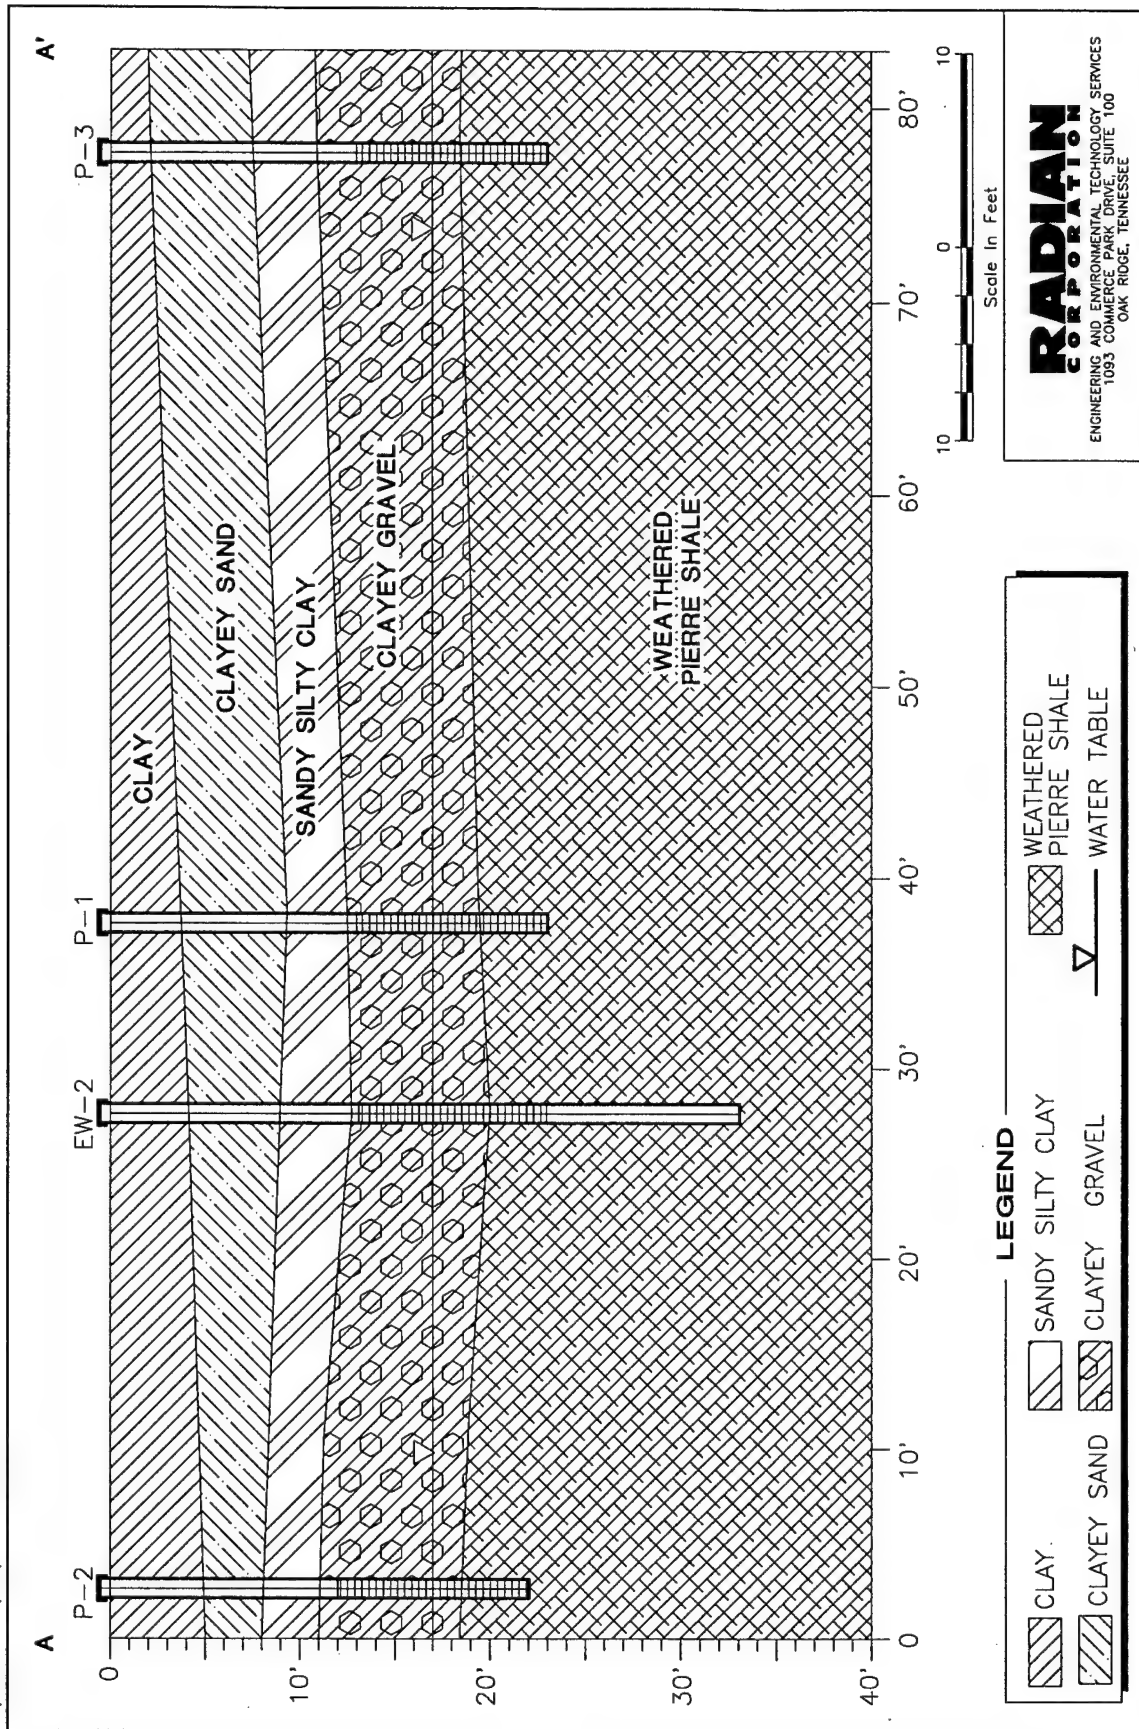 A
A'
P-2
EW-2
P-1
P-3
0
10'
20'
30'
40'
CLAY
CLAYEY SAND
SANDY SILTY CLAY
CLAYEY GRAVEL
WEATHERED
PIERRE SHALE
0
10'
20'
30'
40'
50'
60'
70'
80'
10
0
10
Scale In Feet
LEGEND
CLAY
SANDY SILTY CLAY
WEATHERED
PIERRE SHALE
CLAYEY SAND
CLAYEY GRAVEL
WATER TABLE
RADIAN
CORPORATION
ENGINEERING AND ENVIRONMENTAL TECHNOLOGY SERVICES
1093 COMMERCE PARK DRIVE, SUITE 100
OAK RIDGE, TENNESSEE